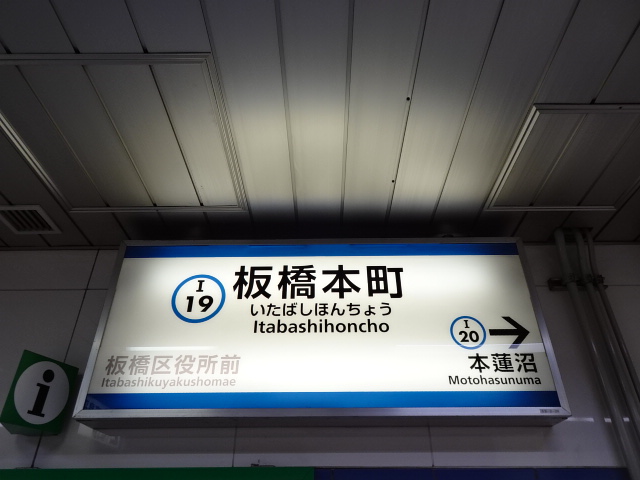 I
19
板橋本町
いたばしほんちょう
Itabashihoncho
I
20
板橋区役所前
Itabashikuyakushomae
本蓮沼
Motohasunuma
i